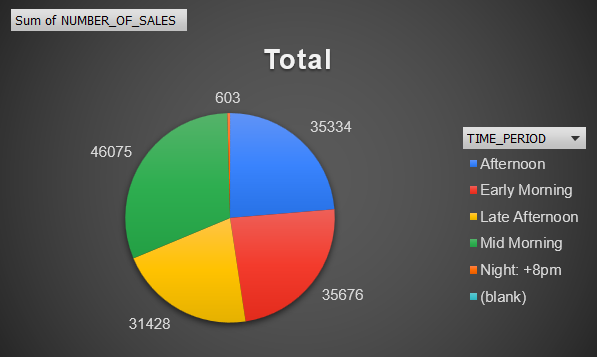 Sum of NUMBER_OF_SALES
Total
603
35334
46075
35676
31428
TIME_PERIOD
Afternoon
Early Morning
Late Afternoon
Mid Morning
Night: +8pm
(blank)